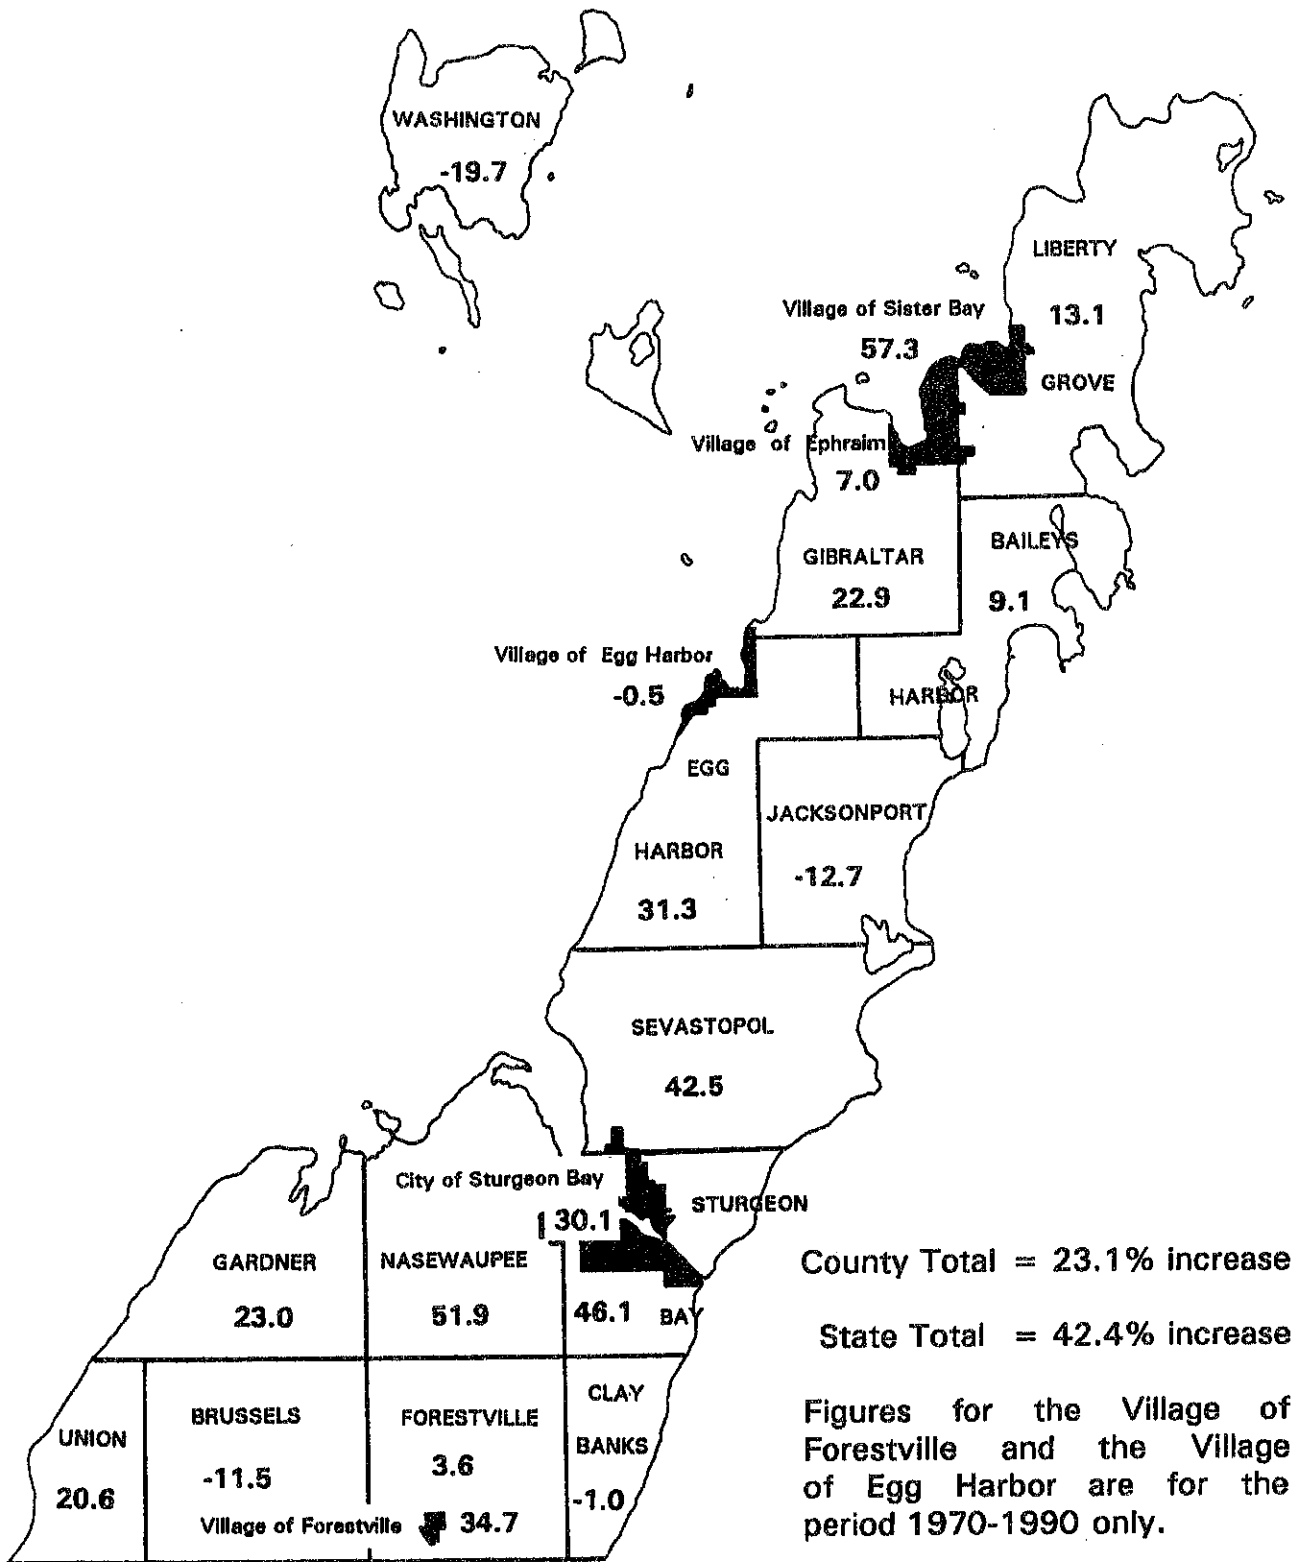 WASHINGTON
-19.7
LIBERTY
13.1
GROVE
Village of Sister Bay
57.3
Village of Ephraim
7.0
GIBRALTAR
22.9
BAILEYS
9.1
HARBOR
Village of Egg Harbor
-0.5
EGG
HARBOR
31.3
JACKSONPORT
-12.7
SEVASTOPOL
42.5
City of Sturgeon Bay
30.1
STURGEON
BAY
46.1
GARDNER
23.0
NASEWAUPEE
51.9
UNION
20.6
BRUSSELS
-11.5
FORESTVILLE
3.6
Village of Forestville 34.7
CLAY
BANKS
-1.0
County Total = 23.1% increase
State Total = 42.4% increase
Figures for the Village of
Forestville and the Village
of Egg Harbor are for the
period 1970-1990 only.